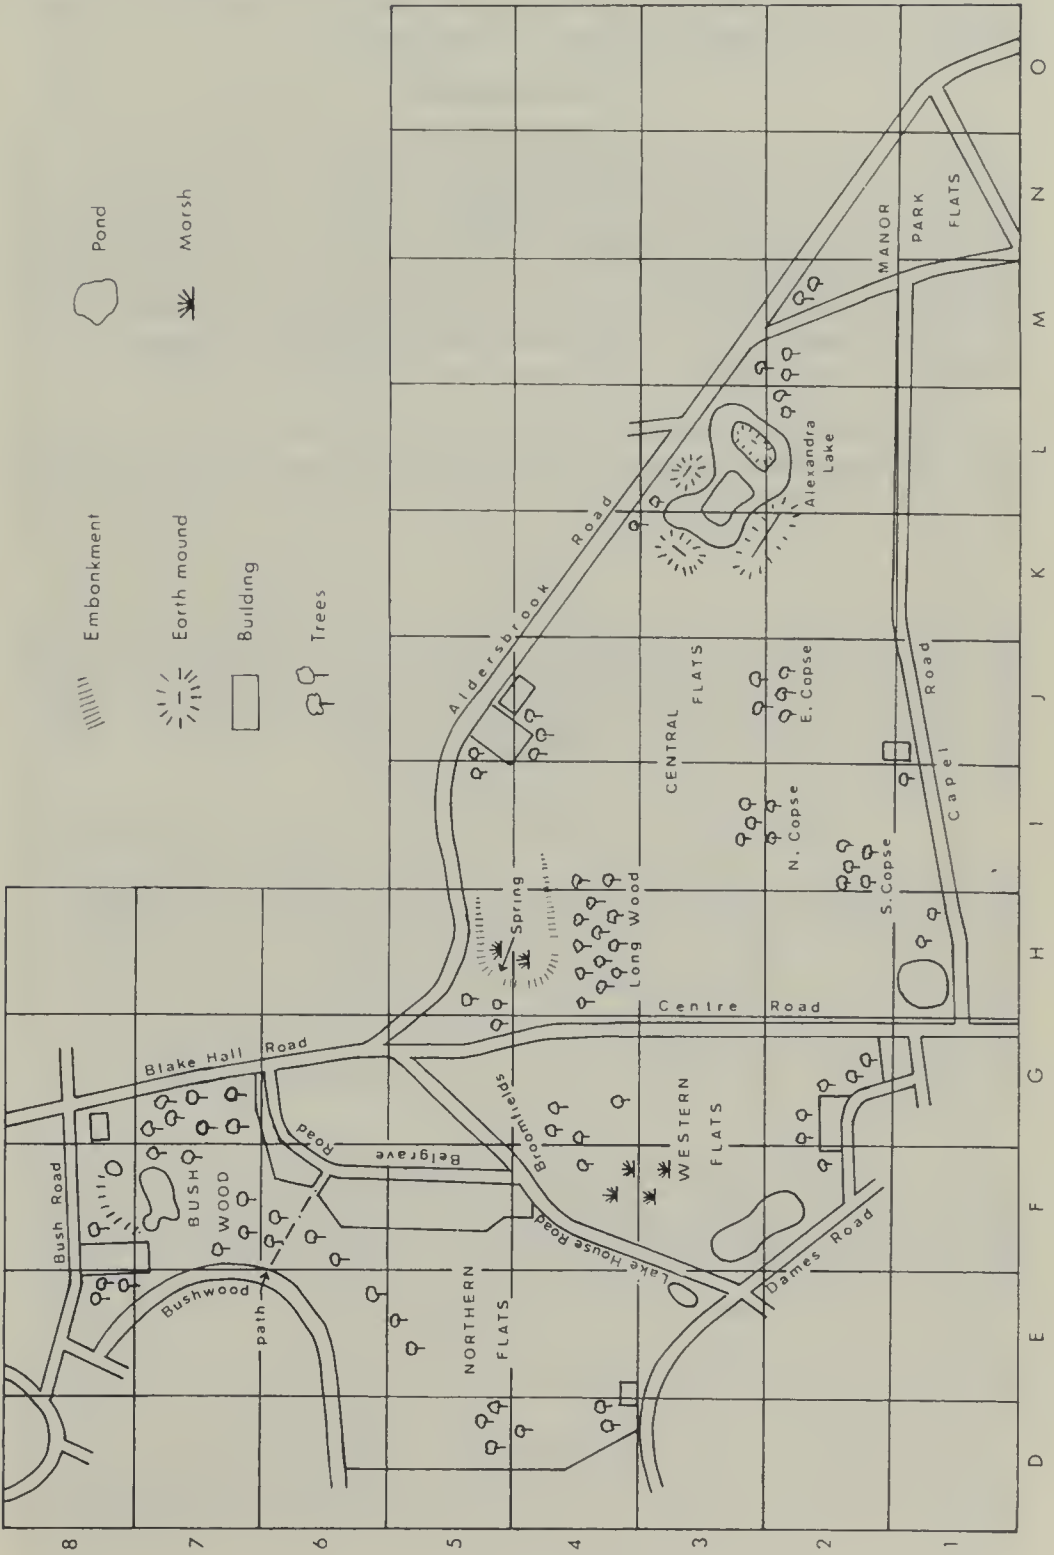 Pond
Marsh
Embankment
Earth mound
Building
Trees
Aldersbrook Road
Blake Hall Road
Bush Road
BUSH
WOOD
Bushwood
path
Belgrave Road
Broomfields
Lake House Road
Dames Road
NORTHERN
FLATS
WESTERN
FLATS
CENTRAL
FLATS
MANOR
PARK
FLATS
Spring
Long Wood
Centre Road
N. Copse
S. Copse
E. Copse
Alexandra
Lake
Capel Road
8
7
6
5
4
3
2
1
D
E
F
G
H
I
J
K
L
M
N
O